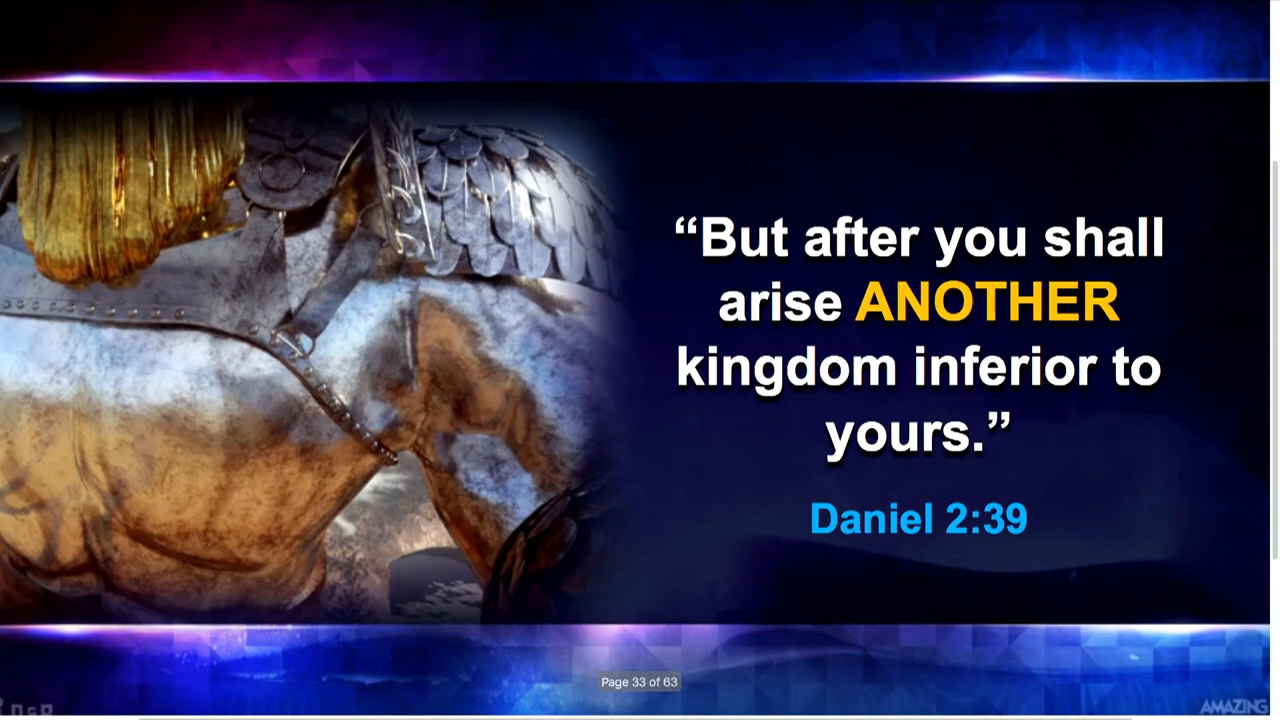 “But after you shall
arise ANOTHER
kingdom inferior to
yours.”
Daniel 2:39
Page 33 of 63
AMAZING